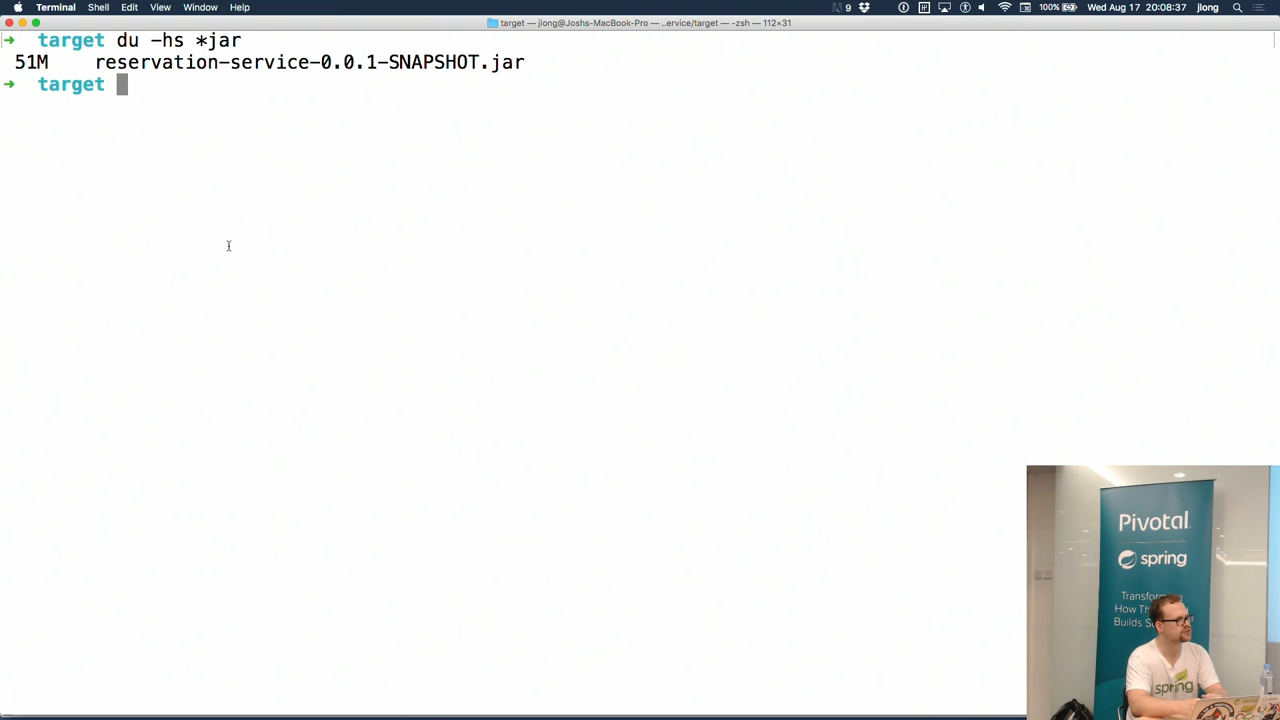 Terminal Shell Edit View Window Help 9 100% Wed Aug 17 20:08:37 jlong
target — jlong@Joshs-MacBook-Pro — ..ervice/target — -zsh — 112×31
➜ target du -hs *jar
51M reservation-service-0.0.1-SNAPSHOT.jar
➜ target
Pivotal
spring
How Th
Builds S
spring